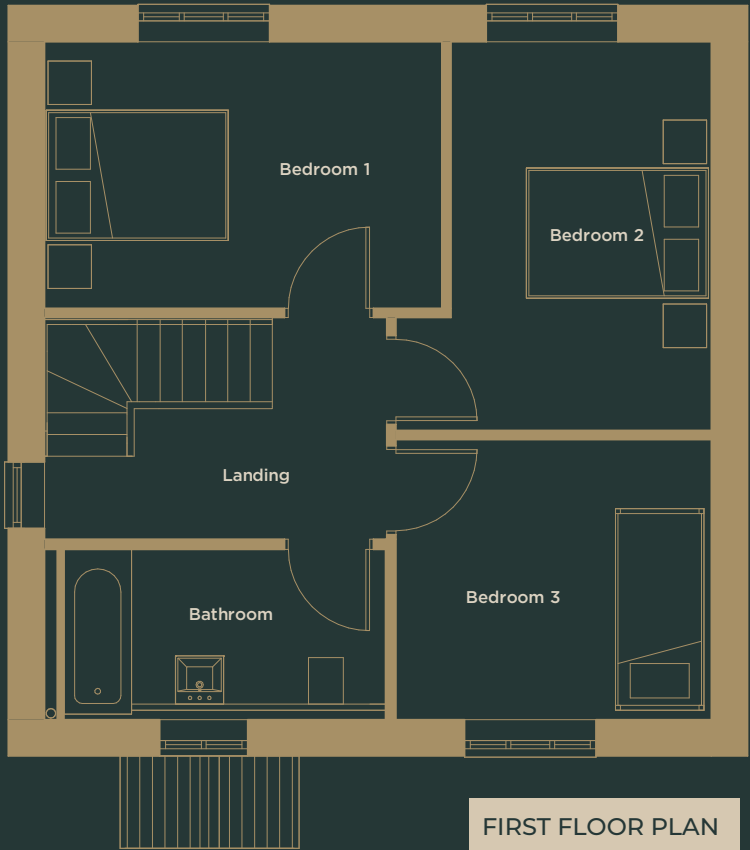 Bedroom 1
Bedroom 2
Landing
Bedroom 3
Bathroom
FIRST FLOOR PLAN